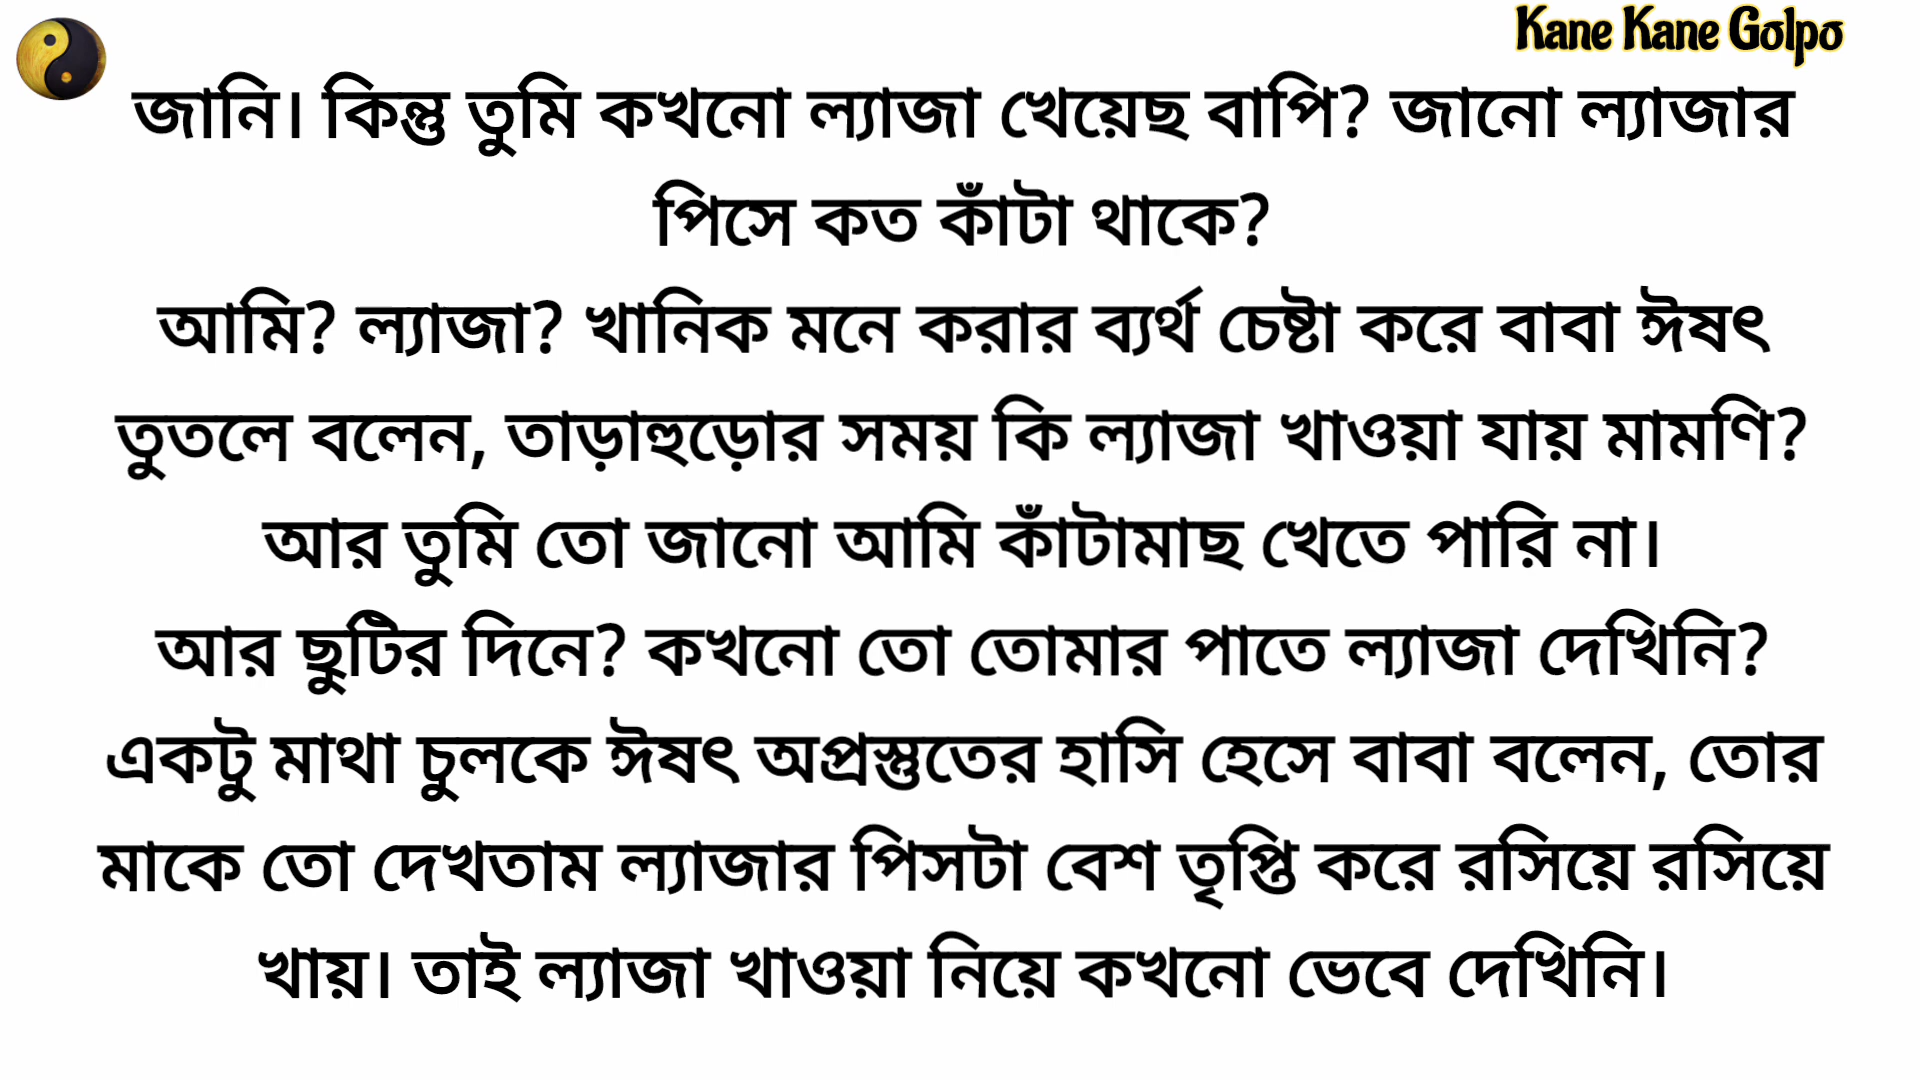 Kane Kane Golpo
জানি। কিন্তু তুমি কখনো ল্যাজা খেয়েছ বাপি? জানো ল্যাজার
পিসে কত কাঁটা থাকে?
আমি? ল্যাজা? খানিক মনে করার ব্যর্থ চেষ্টা করে বাবা ঈষৎ
তুতলে বলেন, তাড়াহুড়োর সময় কি ল্যাজা খাওয়া যায় মামণি?
আর তুমি তো জানো আমি কাঁটামাছ খেতে পারি না।
আর ছুটির দিনে? কখনো তো তোমার পাতে ল্যাজা দেখিনি?
একটু মাথা চুলকে ঈষৎ অপ্রস্তুতের হাসি হেসে বাবা বলেন, তোর
মাকে তো দেখতাম ল্যাজার পিসটা বেশ তৃপ্তি করে রসিয়ে রসিয়ে
খায়। তাই ল্যাজা খাওয়া নিয়ে কখনো ভেবে দেখিনি।